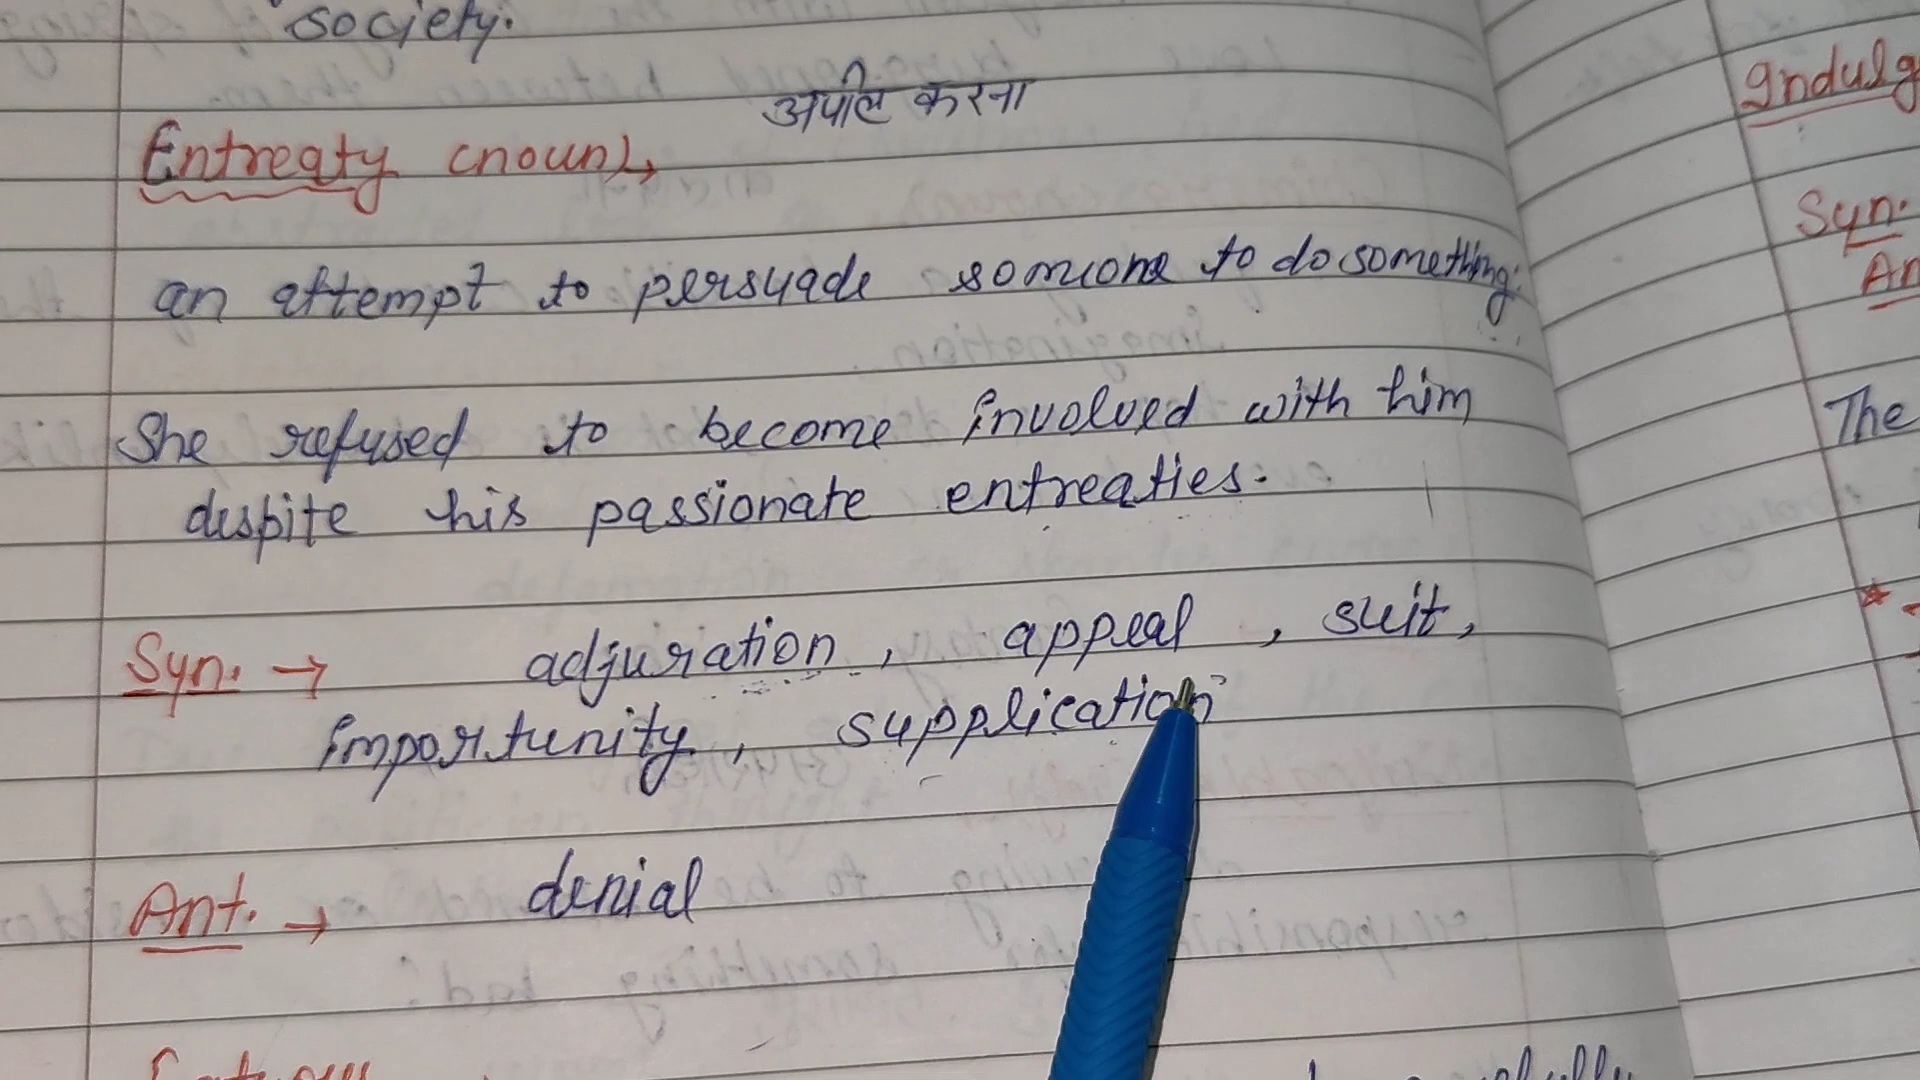 society.
अपील करना
Entreaty (noun)→
an attempt to persuade someone to do something.
She refused to become involved with him
despite his passionate entreaties.
Syn. → adjuration, appeal, suit,
importunity, supplication
Ant. → denial
Indulg
Syn.
An
The